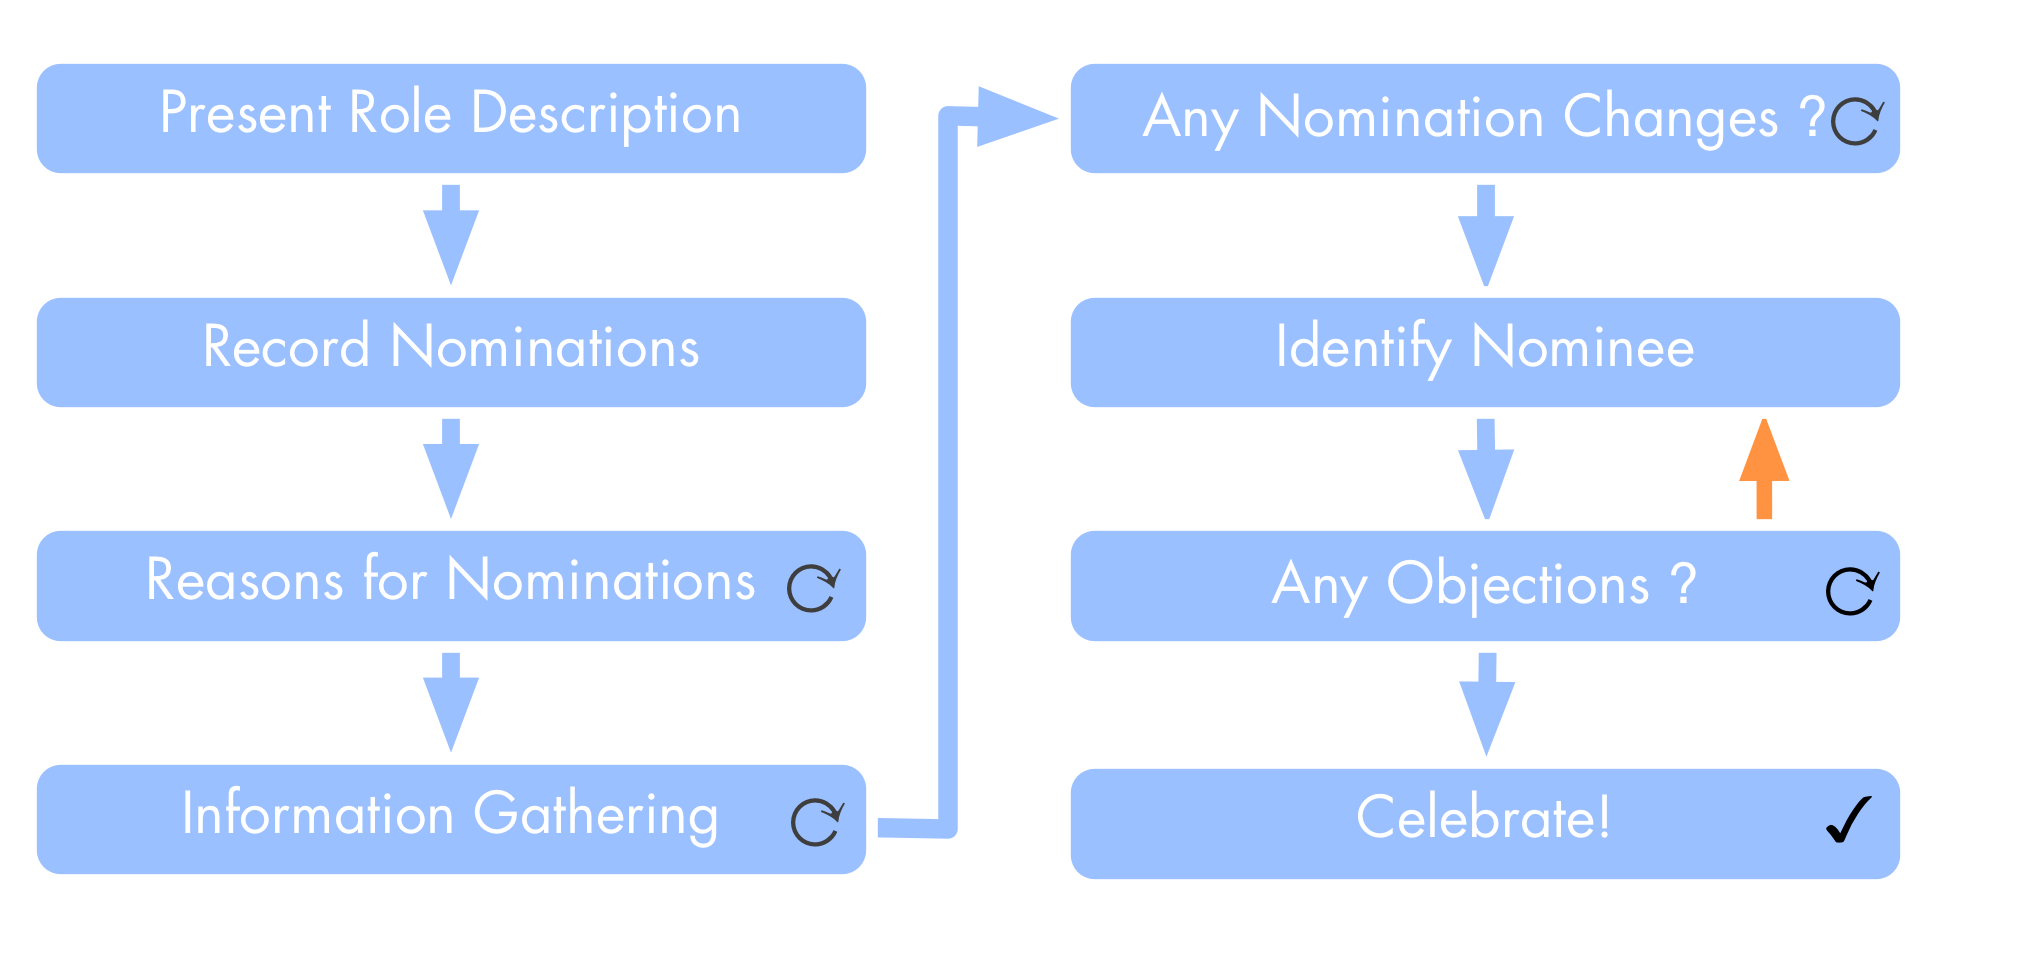 Present Role Description
Record Nominations
Reasons for Nominations
Information Gathering
Any Nomination Changes ?
Identify Nominee
Any Objections ?
Celebrate!